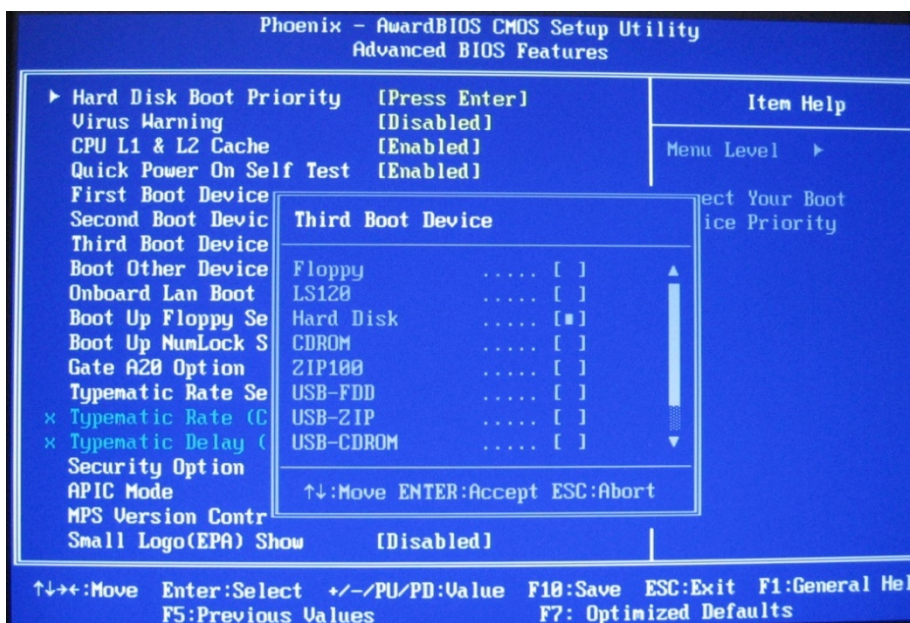 Phoenix - AwardBIOS CMOS Setup Utility
Advanced BIOS Features
▶ Hard Disk Boot Priority [Press Enter]
Virus Warning [Disabled]
CPU L1 & L2 Cache [Enabled]
Quick Power On Self Test [Enabled]
First Boot Device
Second Boot Devic
Third Boot Device
Boot Other Device
Onboard Lan Boot
Boot Up Floppy Se
Boot Up NumLock S
Gate A20 Option
Typematic Rate Se
x Typematic Rate (C
x Typematic Delay (
Security Option
APIC Mode
MPS Version Contr
Small Logo(EPA) Show [Disabled]
Third Boot Device
Floppy ..... [ ]
LS120 ..... [ ]
Hard Disk ..... [■]
CDROM ..... [ ]
ZIP100 ..... [ ]
USB-FDD ..... [ ]
USB-ZIP ..... [ ]
USB-CDROM ..... [ ]
↑↓:Move ENTER:Accept ESC:Abort
Item Help
Menu Level ▶
ect Your Boot
ice Priority
↑↓→←:Move Enter:Select +/-/PU/PD:Value F10:Save ESC:Exit F1:General Hel
F5:Previous Values F7: Optimized Defaults